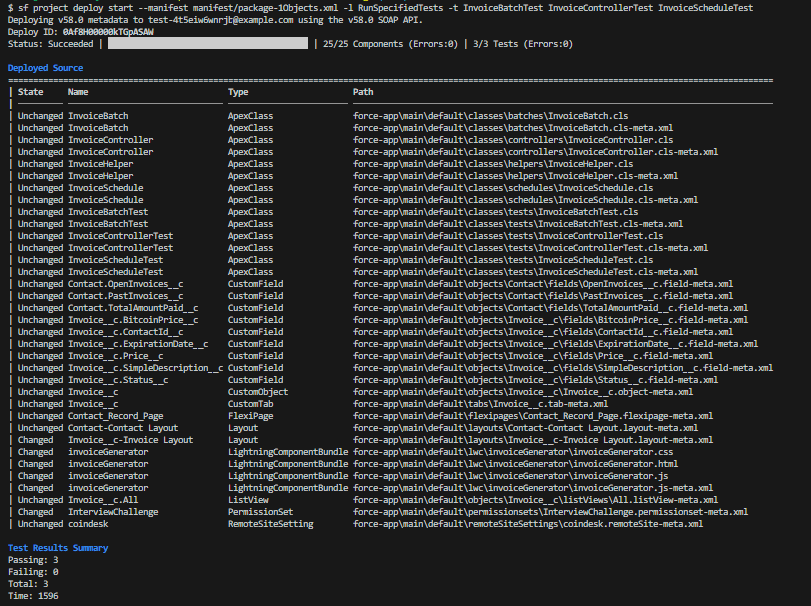 $ sf project deploy start --manifest manifest/package-1Objects.xml -l RunSpecifiedTests -t InvoiceBatchTest InvoiceControllerTest InvoiceScheduleTest
Deploying v58.0 metadata to test-4t5eiw6wnrjt@example.com using the v58.0 SOAP API.
Deploy ID: 0Af8H00000kTGpASAW
Status: Succeeded | | 25/25 Components (Errors:0) | 3/3 Tests (Errors:0)
Deployed Source
================================================================================
| State Name Type Path
| Unchanged InvoiceBatch ApexClass force-app\main\default\classes\batches\InvoiceBatch.cls
| Unchanged InvoiceBatch ApexClass force-app\main\default\classes\batches\InvoiceBatch.cls-meta.xml
| Unchanged InvoiceController ApexClass force-app\main\default\classes\controllers\InvoiceController.cls
| Unchanged InvoiceController ApexClass force-app\main\default\classes\controllers\InvoiceController.cls-meta.xml
| Unchanged InvoiceHelper ApexClass force-app\main\default\classes\helpers\InvoiceHelper.cls
| Unchanged InvoiceHelper ApexClass force-app\main\default\classes\helpers\InvoiceHelper.cls-meta.xml
| Unchanged InvoiceSchedule ApexClass force-app\main\default\classes\schedules\InvoiceSchedule.cls
| Unchanged InvoiceSchedule ApexClass force-app\main\default\classes\schedules\InvoiceSchedule.cls-meta.xml
| Unchanged InvoiceBatchTest ApexClass force-app\main\default\classes\tests\InvoiceBatchTest.cls
| Unchanged InvoiceBatchTest ApexClass force-app\main\default\classes\tests\InvoiceBatchTest.cls-meta.xml
| Unchanged InvoiceControllerTest ApexClass force-app\main\default\classes\tests\InvoiceControllerTest.cls
| Unchanged InvoiceControllerTest ApexClass force-app\main\default\classes\tests\InvoiceControllerTest.cls-meta.xml
| Unchanged InvoiceScheduleTest ApexClass force-app\main\default\classes\tests\InvoiceScheduleTest.cls
| Unchanged InvoiceScheduleTest ApexClass force-app\main\default\classes\tests\InvoiceScheduleTest.cls-meta.xml
| Unchanged Contact.OpenInvoices__c CustomField force-app\main\default\objects\Contact\fields\OpenInvoices__c.field-meta.xml
| Unchanged Contact.PastInvoices__c CustomField force-app\main\default\objects\Contact\fields\PastInvoices__c.field-meta.xml
| Unchanged Contact.TotalAmountPaid__c CustomField force-app\main\default\objects\Contact\fields\TotalAmountPaid__c.field-meta.xml
| Unchanged Invoice__c.BitcoinPrice__c CustomField force-app\main\default\objects\Invoice__c\fields\BitcoinPrice__c.field-meta.xml
| Unchanged Invoice__c.ContactId__c CustomField force-app\main\default\objects\Invoice__c\fields\ContactId__c.field-meta.xml
| Unchanged Invoice__c.ExpirationDate__c CustomField force-app\main\default\objects\Invoice__c\fields\ExpirationDate__c.field-meta.xml
| Unchanged Invoice__c.Price__c CustomField force-app\main\default\objects\Invoice__c\fields\Price__c.field-meta.xml
| Unchanged Invoice__c.SimpleDescription__c CustomField force-app\main\default\objects\Invoice__c\fields\SimpleDescription__c.field-meta.xml
| Unchanged Invoice__c.Status__c CustomField force-app\main\default\objects\Invoice__c\fields\Status__c.field-meta.xml
| Unchanged Invoice__c CustomObject force-app\main\default\objects\Invoice__c\Invoice__c.object-meta.xml
| Unchanged Invoice__c CustomTab force-app\main\default\tabs\Invoice__c.tab-meta.xml
| Unchanged Contact_Record_Page FlexiPage force-app\main\default\flexipages\Contact_Record_Page.flexipage-meta.xml
| Unchanged Contact-Contact Layout Layout force-app\main\default\layouts\Contact-Contact Layout.layout-meta.xml
| Changed Invoice__c-Invoice Layout Layout force-app\main\default\layouts\Invoice__c-Invoice Layout.layout-meta.xml
| Changed invoiceGenerator LightningComponentBundle force-app\main\default\lwc\invoiceGenerator\invoiceGenerator.css
| Changed invoiceGenerator LightningComponentBundle force-app\main\default\lwc\invoiceGenerator\invoiceGenerator.html
| Changed invoiceGenerator LightningComponentBundle force-app\main\default\lwc\invoiceGenerator\invoiceGenerator.js
| Changed invoiceGenerator LightningComponentBundle force-app\main\default\lwc\invoiceGenerator\invoiceGenerator.js-meta.xml
| Unchanged Invoice__c.All ListView force-app\main\default\objects\Invoice__c\listViews\All.listView-meta.xml
| Changed InterviewChallenge PermissionSet force-app\main\default\permissionsets\InterviewChallenge.permissionset-meta.xml
| Unchanged coindesk RemoteSiteSetting force-app\main\default\remoteSiteSettings\coindesk.remoteSite-meta.xml
Test Results Summary
Passing: 3
Failing: 0
Total: 3
Time: 1596